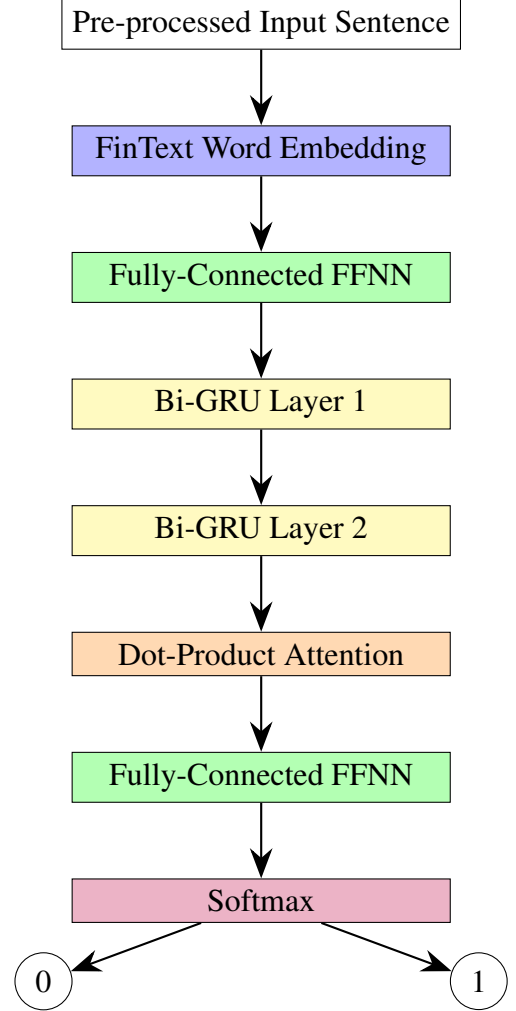 Pre-processed Input Sentence
FinText Word Embedding
Fully-Connected FFNN
Bi-GRU Layer 1
Bi-GRU Layer 2
Dot-Product Attention
Fully-Connected FFNN
Softmax
0
1